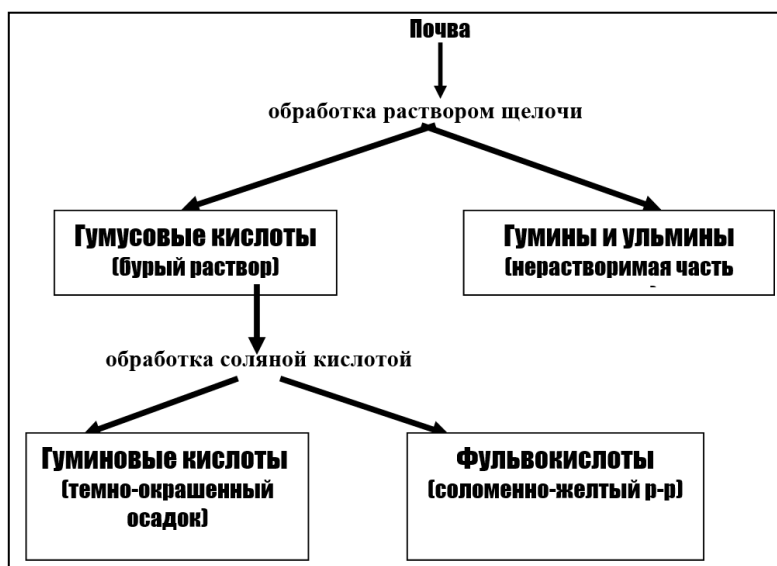 Почва
обработка раствором щелочи
Гумусовые кислоты
(бурый раствор)
Гумины и ульмины
(нерастворимая часть
обработка соляной кислотой
Гуминовые кислоты
(темно-окрашенный
осадок)
Фульвокислоты
(соломенно-желтый р-р)